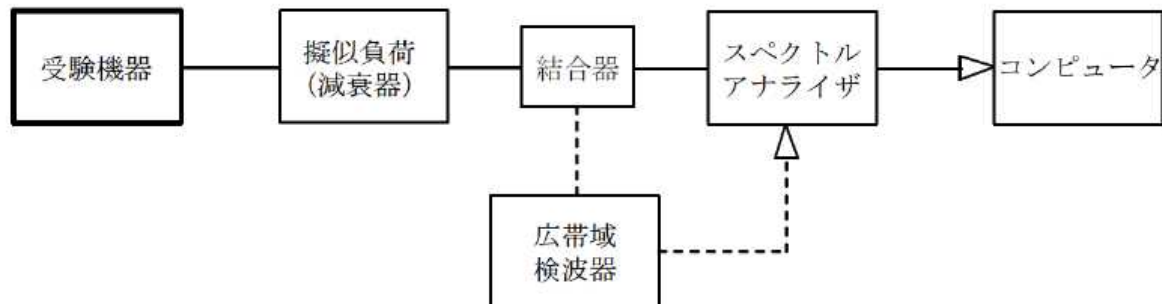 受験機器
擬似負荷
(減衰器)
結合器
スペクトル
アナライザ
コンピュータ
広帯域
検波器